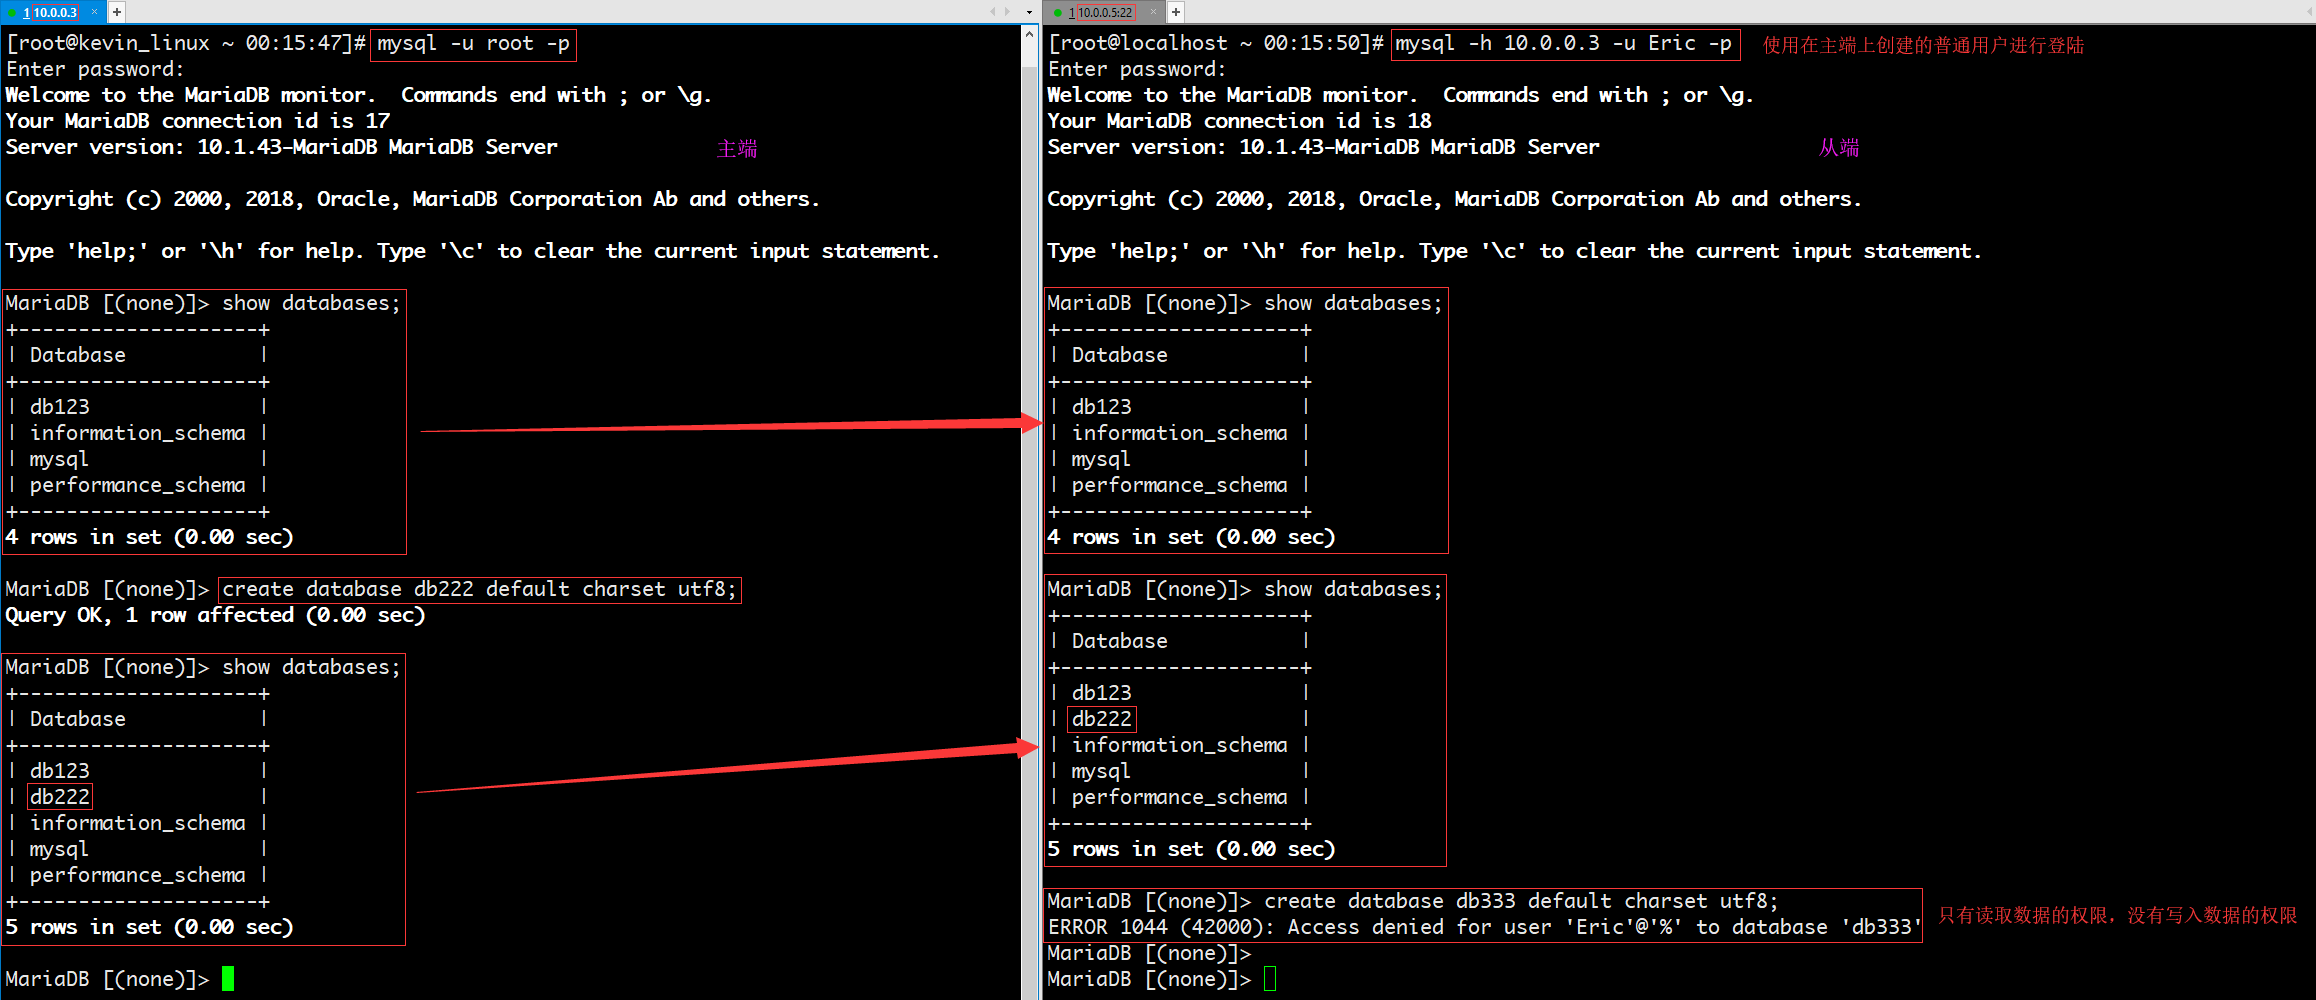 1 10.0.0.3 × +
[root@kevin_linux ~ 00:15:47]# mysql -u root -p
Enter password:
Welcome to the MariaDB monitor.  Commands end with ; or \g.
Your MariaDB connection id is 17
Server version: 10.1.43-MariaDB MariaDB Server
主端
Copyright (c) 2000, 2018, Oracle, MariaDB Corporation Ab and others.
Type 'help;' or '\h' for help. Type '\c' to clear the current input statement.
MariaDB [(none)]> show databases;
+--------------------+
| Database           |
+--------------------+
| db123              |
| information_schema |
| mysql              |
| performance_schema |
+--------------------+
4 rows in set (0.00 sec)
MariaDB [(none)]> create database db222 default charset utf8;
Query OK, 1 row affected (0.00 sec)
MariaDB [(none)]> show databases;
+--------------------+
| Database           |
+--------------------+
| db123              |
| db222              |
| information_schema |
| mysql              |
| performance_schema |
+--------------------+
5 rows in set (0.00 sec)
MariaDB [(none)]>
1 10.0.0.5:22 × +
[root@localhost ~ 00:15:50]# mysql -h 10.0.0.3 -u Eric -p
使用在主端上创建的普通用户进行登陆
Enter password:
Welcome to the MariaDB monitor.  Commands end with ; or \g.
Your MariaDB connection id is 18
Server version: 10.1.43-MariaDB MariaDB Server
从端
Copyright (c) 2000, 2018, Oracle, MariaDB Corporation Ab and others.
Type 'help;' or '\h' for help. Type '\c' to clear the current input statement.
MariaDB [(none)]> show databases;
+--------------------+
| Database           |
+--------------------+
| db123              |
| information_schema |
| mysql              |
| performance_schema |
+--------------------+
4 rows in set (0.00 sec)
MariaDB [(none)]> show databases;
+--------------------+
| Database           |
+--------------------+
| db123              |
| db222              |
| information_schema |
| mysql              |
| performance_schema |
+--------------------+
5 rows in set (0.00 sec)
MariaDB [(none)]> create database db333 default charset utf8;
ERROR 1044 (42000): Access denied for user 'Eric'@'%' to database 'db333'
只有读取数据的权限，没有写入数据的权限
MariaDB [(none)]>
MariaDB [(none)]>